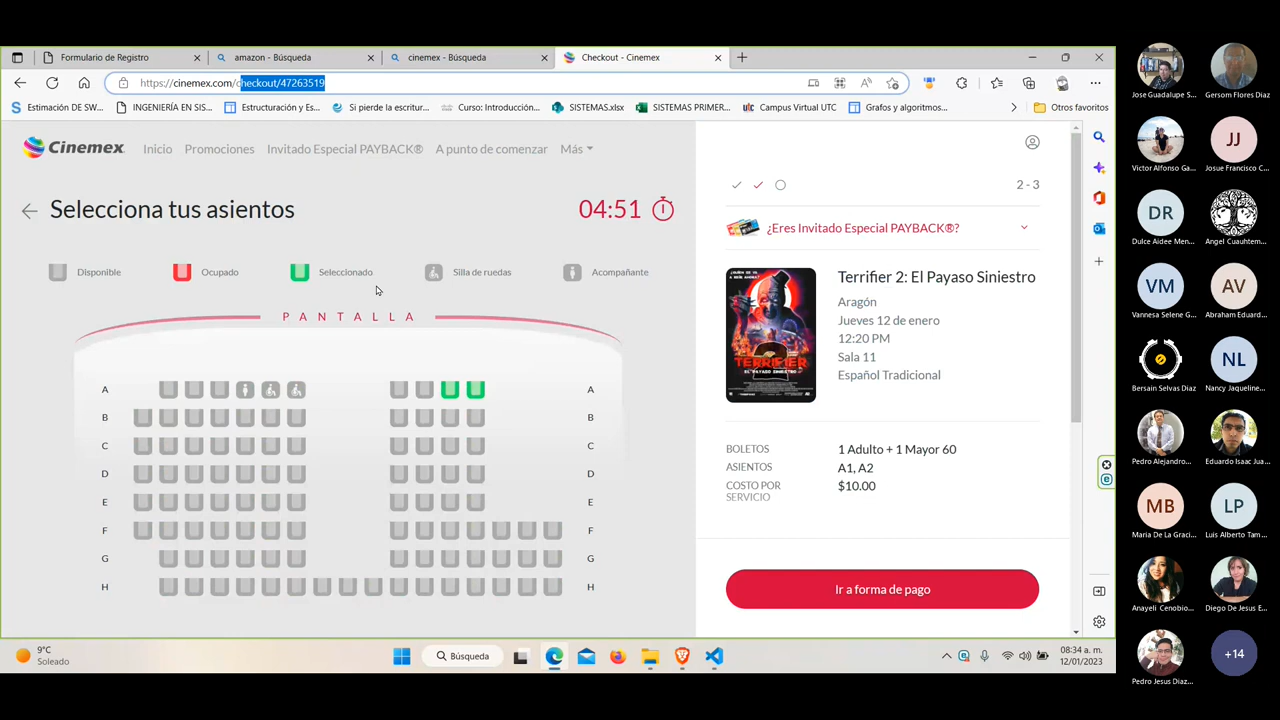 Formulario de Registro
amazon - Búsqueda
cinemex - Búsqueda
Checkout - Cinemex
https://cinemex.com/checkout/47263519
Estimación DE SW...
INGENIERÍA EN SIS...
Estructuración y Es...
Si pierde la escritur...
Curso: Introducción...
SISTEMAS.xlsx
SISTEMAS PRIMER...
Campus Virtual UTC
Grafos y algoritmos...
Otros favoritos
Cinemex
Inicio
Promociones
Invitado Especial PAYBACK®
A punto de comenzar
Más
Selecciona tus asientos
04:51
Disponible
Ocupado
Seleccionado
Silla de ruedas
Acompañante
PANTALLA
A A
B B
C C
D D
E E
F F
G G
H H
2 - 3
¿Eres Invitado Especial PAYBACK®?
TERRIFIER
Terrifier 2: El Payaso Siniestro
Aragón
Jueves 12 de enero
12:20 PM
Sala 11
Español Tradicional
BOLETOS 1 Adulto + 1 Mayor 60
ASIENTOS A1, A2
COSTO POR SERVICIO $10.00
Ir a forma de pago
9°C
Soleado
Búsqueda
08:34 a. m.
12/01/2023
Jose Guadalupe S...
Gersom Flores Diaz
Victor Alfonso Ga...
JJ
Josue Francisco C...
DR
Dulce Aidee Men...
Angel Cuauhtem...
VM
Vannesa Selene G...
AV
Abraham Eduard...
Bersain Selvas Diaz
NL
Nancy Jaqueline...
Pedro Alejandro...
Eduardo Isaac Jua...
MB
Maria De La Graci...
LP
Luis Alberto Tam...
Anayeli Cenobio...
Diego De Jesus E...
Pedro Jesus Diaz...
+14